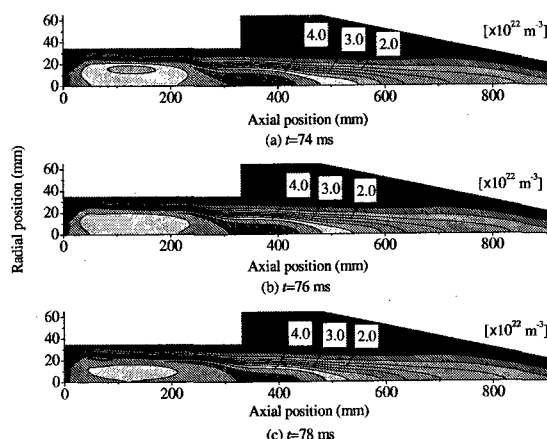 60
40
20
0
4.0 3.0 2.0
[x10²² m⁻³]
0 200 400 600 800
Axial position (mm)
(a) t=74 ms
Radial position (mm)
60
40
20
0
4.0 3.0 2.0
[x10²² m⁻³]
0 200 400 600 800
Axial position (mm)
(b) t=76 ms
60
40
20
0
4.0 3.0 2.0
[x10²² m⁻³]
0 200 400 600 800
Axial position (mm)
(c) t=78 ms